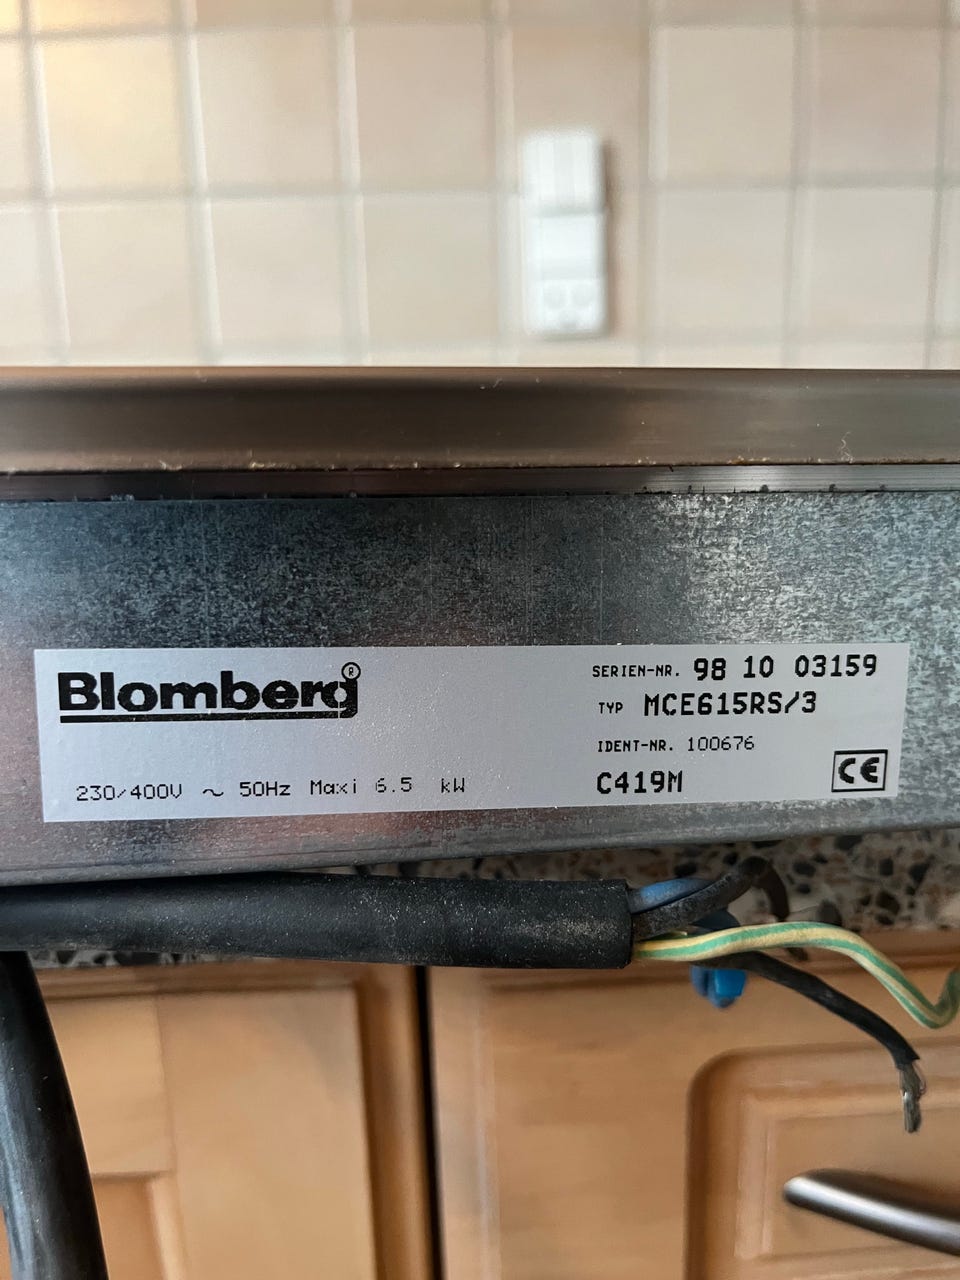 Blomberg®
230/400V ~ 50Hz Maxi 6.5 kW
SERIEN-NR. 98 10 03159
TYP MCE615RS/3
IDENT-NR. 100676
C419M
CE